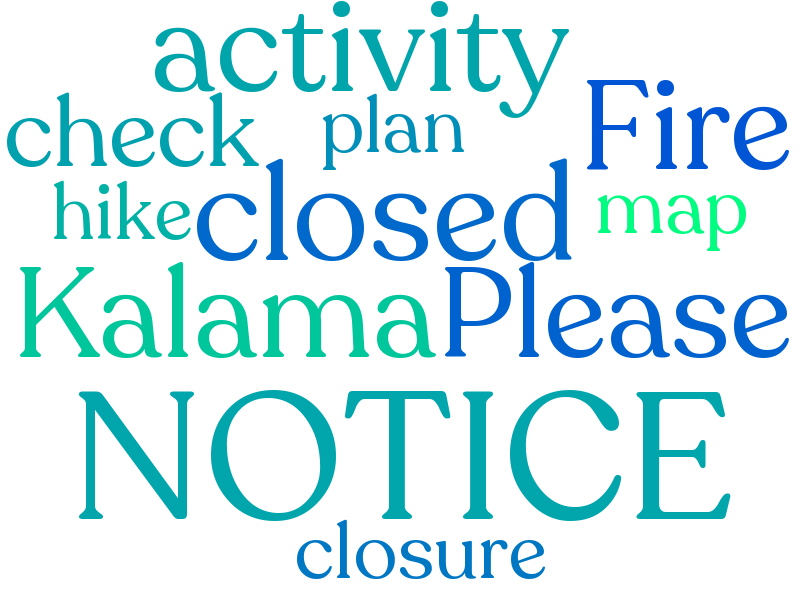 activity
check plan Fire
hike closed map
Kalama Please
NOTICE
closure